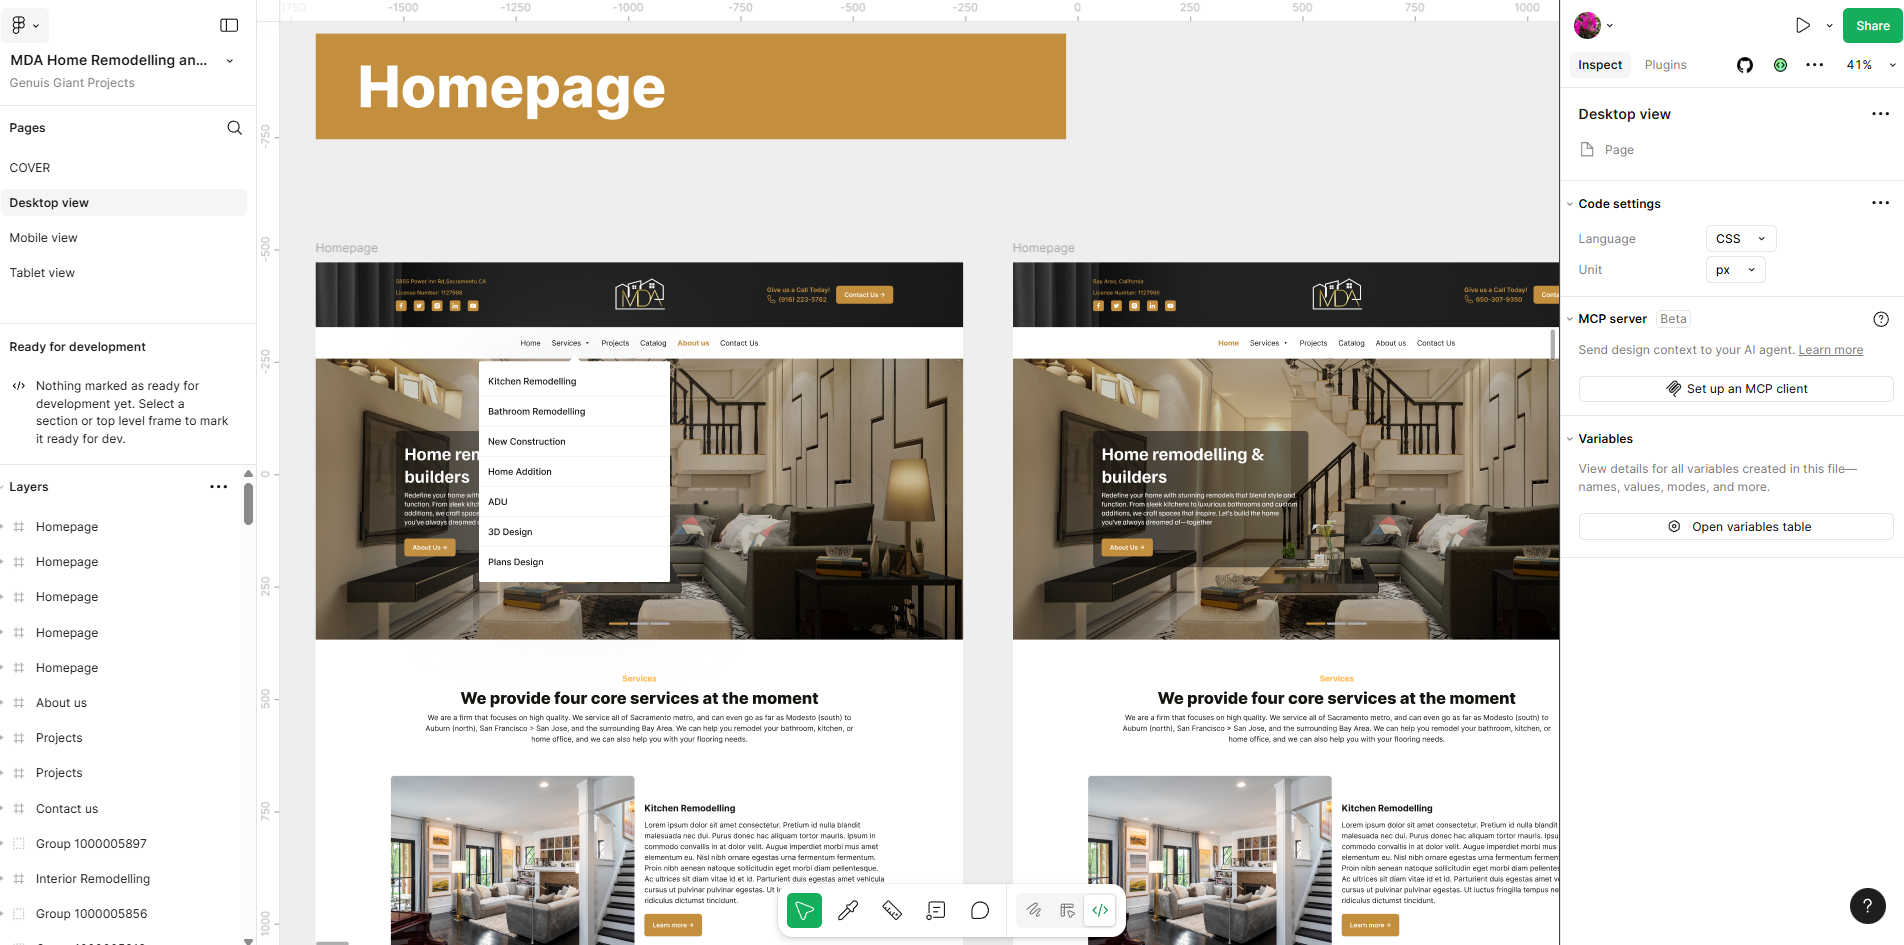 MDA Home Remodelling an...
Genuis Giant Projects
Pages
COVER
Desktop view
Mobile view
Tablet view
Ready for development
Nothing marked as ready for
development yet. Select a
section or top level frame to mark
it ready for dev.
Layers
Homepage
Homepage
Homepage
Homepage
Homepage
About us
Projects
Projects
Contact us
Group 1000005897
Interior Remodelling
Group 1000005856
-1500 -1250 -1000 -750 -500 -250 0 250 500 750 1000
-750
-500
-250
0
250
500
750
1000
Homepage
Homepage
5855 Power Inn Rd,Sacramento CA
License Number: 1127966
MDA
Give us a Call Today!
(916) 223-5762
Contact Us →
Home Services Projects Catalog About us Contact Us
Kitchen Remodelling
Bathroom Remodelling
New Construction
Home Addition
ADU
3D Design
Plans Design
Home rem
builders
Redefine your home with
function. From sleek kitch
additions, we craft spaces
you've always dreamed o
About Us →
Services
We provide four core services at the moment
We are a firm that focuses on high quality. We service all of Sacramento metro, and can even go as far as Modesto (south) to
Auburn (north), San Francisco > San Jose, and the surrounding Bay Area. We can help you remodel your bathroom, kitchen, or
home office, and we can also help you with your flooring needs.
Kitchen Remodelling
Lorem ipsum dolor sit amet consectetur. Pretium id nulla blandit
malesuada nec dui. Purus donec hac aliquam tortor mauris. Ipsum in
commodo convallis in at dolor velit. Augue imperdiet morbi mus amet
elementum eu. Nisl nibh ornare egestas urna fermentum fermentum.
Proin nibh aenean natoque sollicitudin eget morbi diam pellentesque.
Ac ultrices at diam vitae id et id. Parturient duis egestas amet vehicula
cursus ut pulvinar pulvinar egestas. Ut l
ridiculus dictumst tincidunt.
Learn more →
Homepage
Bay Area, California
License Number: 1127966
MDA
Give us a Call Today!
650-307-9350
Conta
Home Services Projects Catalog About us Contact Us
Home remodelling &
builders
Redefine your home with stunning remodels that blend style and
function. From sleek kitchens to luxurious bathrooms and custom
additions, we craft spaces that inspire. Let's build the home
you've always dreamed of—together
About Us →
Services
We provide four core services at the moment
We are a firm that focuses on high quality. We service all of Sacramento metro, and can even go as far as Modesto (south) to
Auburn (north), San Francisco > San Jose, and the surrounding Bay Area. We can help you remodel your bathroom, kitchen, or
home office, and we can also help you with your flooring needs.
Kitchen Remodelling
Lorem ipsum dolor sit amet consectetur. Pretium id nulla blandit
malesuada nec dui. Purus donec hac aliquam tortor mauris. Ipsu
commodo convallis in at dolor velit. Augue imperdiet morbi mus
elementum eu. Nisl nibh ornare egestas urna fermentum fermen
Proin nibh aenean natoque sollicitudin eget morbi diam pellentes
Ac ultrices at diam vitae id et id. Parturient duis egestas amet v
cursus ut pulvinar pulvinar egestas. Ut luctus fringilla tempus ne
ridiculus dictumst tincidunt.
Learn more →
Share
Inspect Plugins 41%
Desktop view
Page
Code settings
Language CSS
Unit px
MCP server Beta
Send design context to your AI agent. Learn more
Set up an MCP client
Variables
View details for all variables created in this file—
names, values, modes, and more.
Open variables table
?